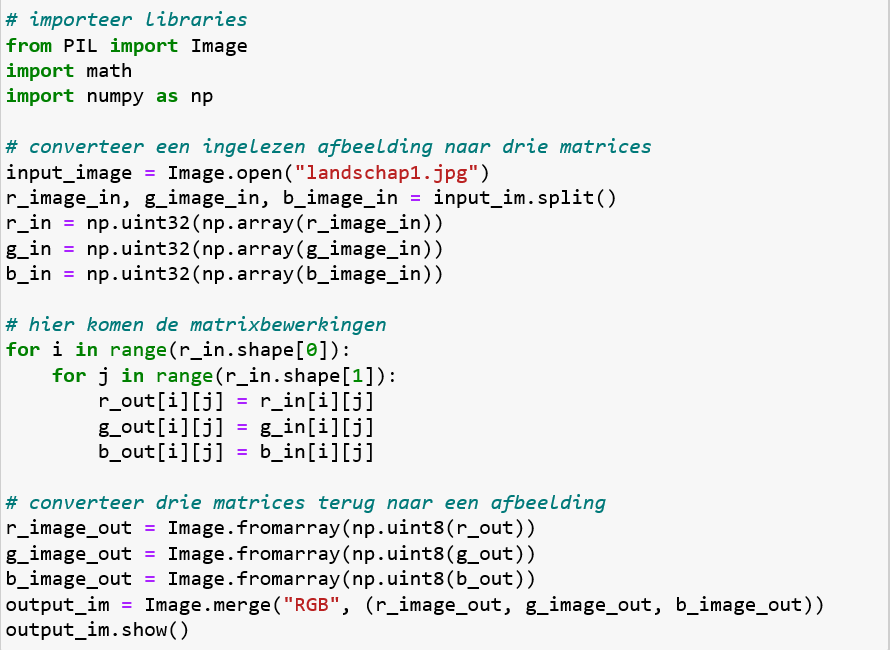 # importeer libraries
from PIL import Image
import math
import numpy as np

# converteer een ingelezen afbeelding naar drie matrices
input_image = Image.open("landschap1.jpg")
r_image_in, g_image_in, b_image_in = input_im.split()
r_in = np.uint32(np.array(r_image_in))
g_in = np.uint32(np.array(g_image_in))
b_in = np.uint32(np.array(b_image_in))

# hier komen de matrixbewerkingen
for i in range(r_in.shape[0]):
    for j in range(r_in.shape[1]):
        r_out[i][j] = r_in[i][j]
        g_out[i][j] = g_in[i][j]
        b_out[i][j] = b_in[i][j]

# converteer drie matrices terug naar een afbeelding
r_image_out = Image.fromarray(np.uint8(r_out))
g_image_out = Image.fromarray(np.uint8(g_out))
b_image_out = Image.fromarray(np.uint8(b_out))
output_im = Image.merge("RGB", (r_image_out, g_image_out, b_image_out))
output_im.show()